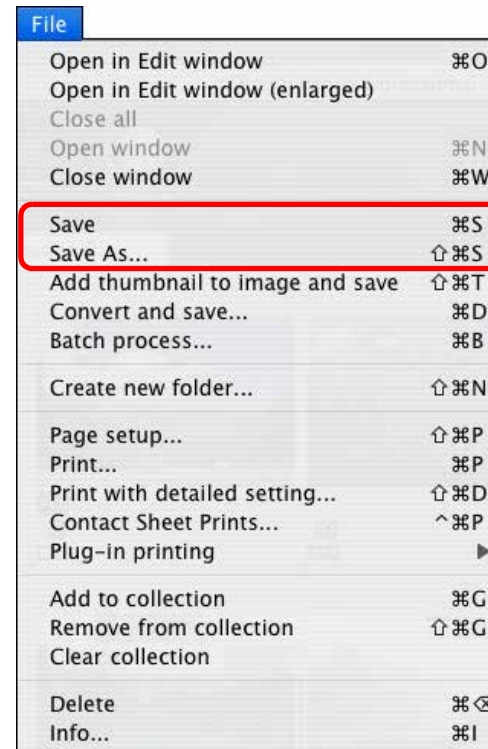 File
Open in Edit window ⌘O
Open in Edit window (enlarged)
Close all
Open window ⌘N
Close window ⌘W
Save ⌘S
Save As... ⇧⌘S
Add thumbnail to image and save ⇧⌘T
Convert and save... ⌘D
Batch process... ⌘B
Create new folder... ⇧⌘N
Page setup... ⇧⌘P
Print... ⌘P
Print with detailed setting... ⇧⌘D
Contact Sheet Prints... ^⌘P
Plug-in printing ▶
Add to collection ⌘G
Remove from collection ⇧⌘G
Clear collection
Delete ⌘⌫
Info... ⌘I